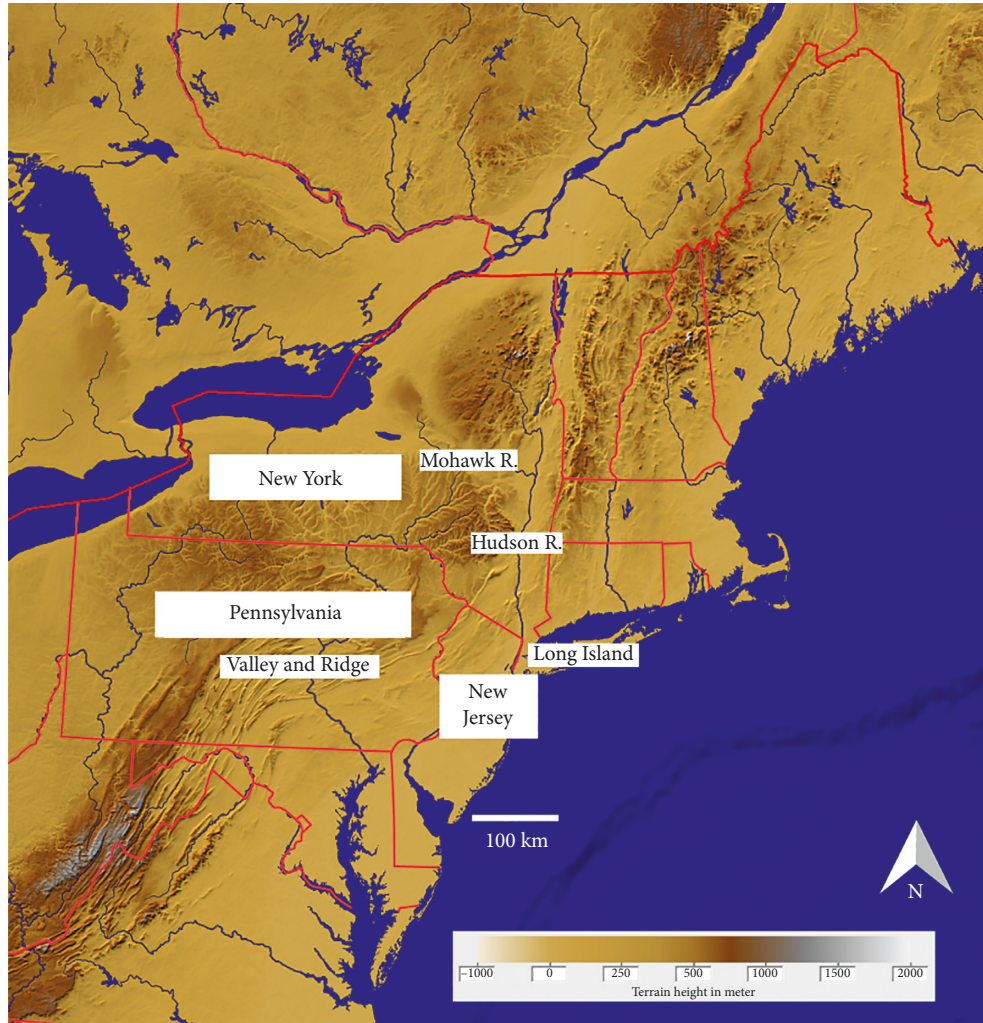 Mohawk R.
New York
Hudson R.
Pennsylvania
Long Island
Valley and Ridge
New
Jersey
100 km
N
–1000 0 250 500 1000 1500 2000
Terrain height in meter